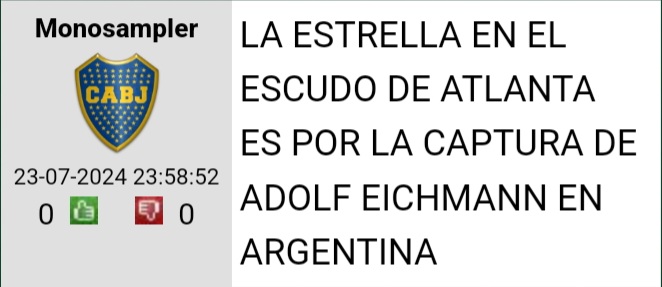 Monosampler
CABJ
23-07-2024 23:58:52
0 0
LA ESTRELLA EN EL
ESCUDO DE ATLANTA
ES POR LA CAPTURA DE
ADOLF EICHMANN EN
ARGENTINA